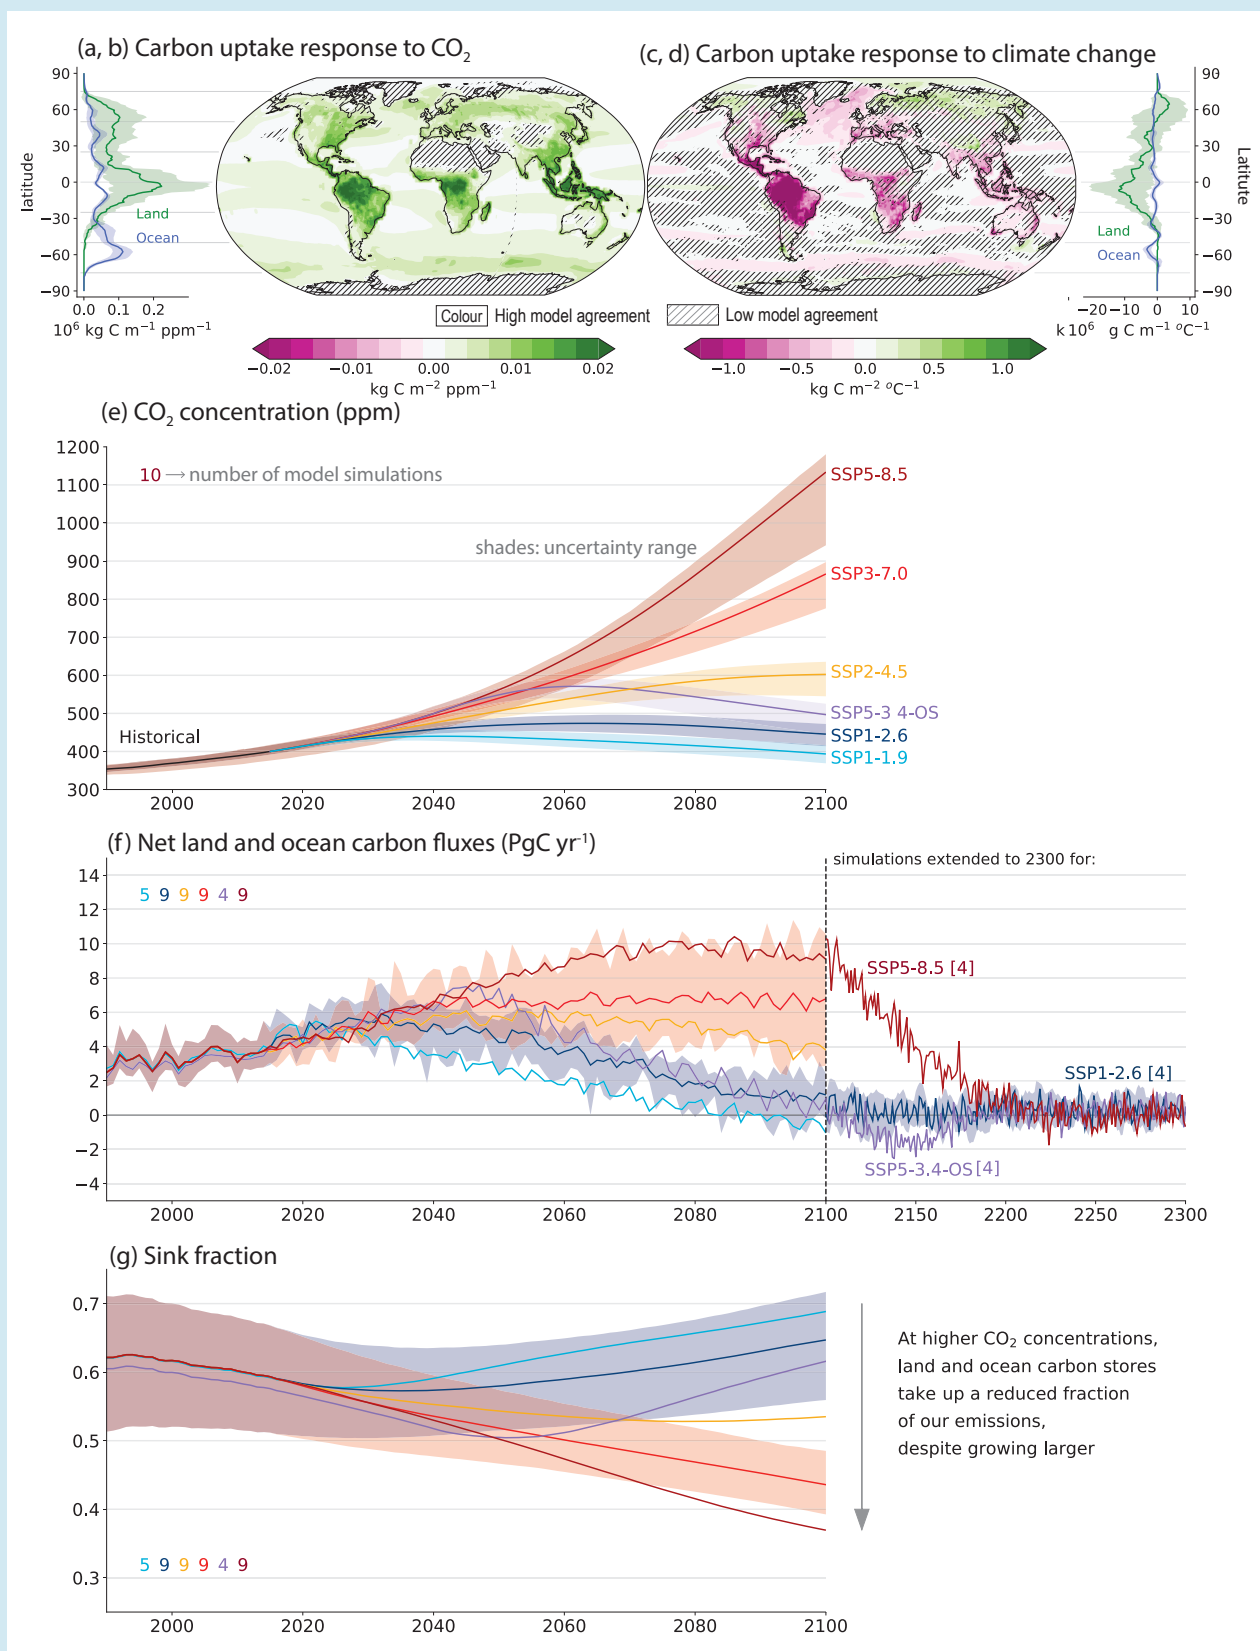 (a, b) Carbon uptake response to CO₂
(c, d) Carbon uptake response to climate change
90
60
30
0
−30
−60
−90
latitude
Land
Ocean
0.0 0.1 0.2
10⁶ kg C m⁻¹ ppm⁻¹
90
60
30
0
−30
−60
−90
Latitute
Land
Ocean
−20 −10 0 10
k 10⁶ g C m⁻¹ °C⁻¹
Colour High model agreement
Low model agreement
−0.02 −0.01 0.00 0.01 0.02
kg C m⁻² ppm⁻¹
−1.0 −0.5 0.0 0.5 1.0
kg C m⁻² °C⁻¹
(e) CO₂ concentration (ppm)
1200
1100
1000
900
800
700
600
500
400
300
10 → number of model simulations
shades: uncertainty range
Historical
SSP5-8.5
SSP3-7.0
SSP2-4.5
SSP5-3 4-OS
SSP1-2.6
SSP1-1.9
2000 2020 2040 2060 2080 2100
(f) Net land and ocean carbon fluxes (PgC yr⁻¹)
simulations extended to 2300 for:
14
12
10
8
6
4
2
0
−2
−4
5 9 9 9 4 9
SSP5-8.5 [4]
SSP1-2.6 [4]
SSP5-3.4-OS [4]
2000 2020 2040 2060 2080 2100 2150 2200 2250 2300
(g) Sink fraction
0.7
0.6
0.5
0.4
0.3
5 9 9 9 4 9
At higher CO₂ concentrations,
land and ocean carbon stores
take up a reduced fraction
of our emissions,
despite growing larger
2000 2020 2040 2060 2080 2100